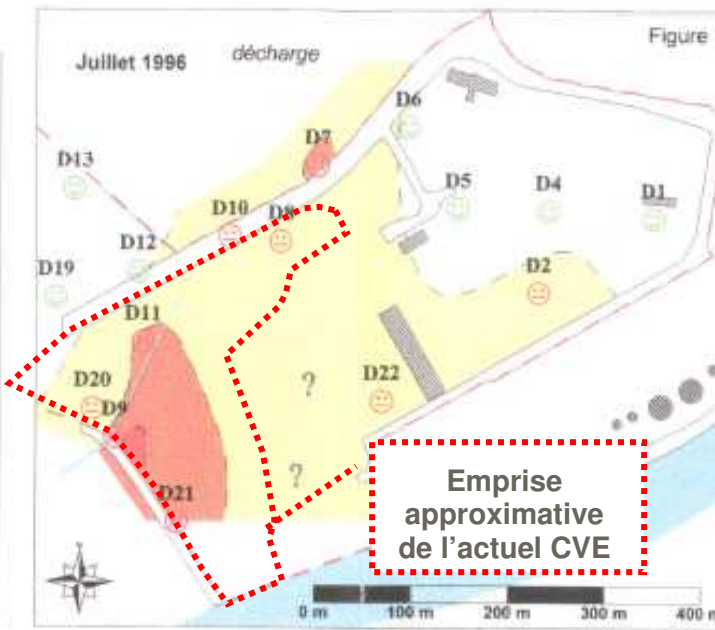 Juillet 1996
décharge
Figure
D6
D7
D13
D5
D4
D1
D10
D8
D12
D19
D2
D11
D20
D22
?
D9
?
D21
Emprise
approximative
de l'actuel CVE
0 m 100 m 200 m 300 m 400 m